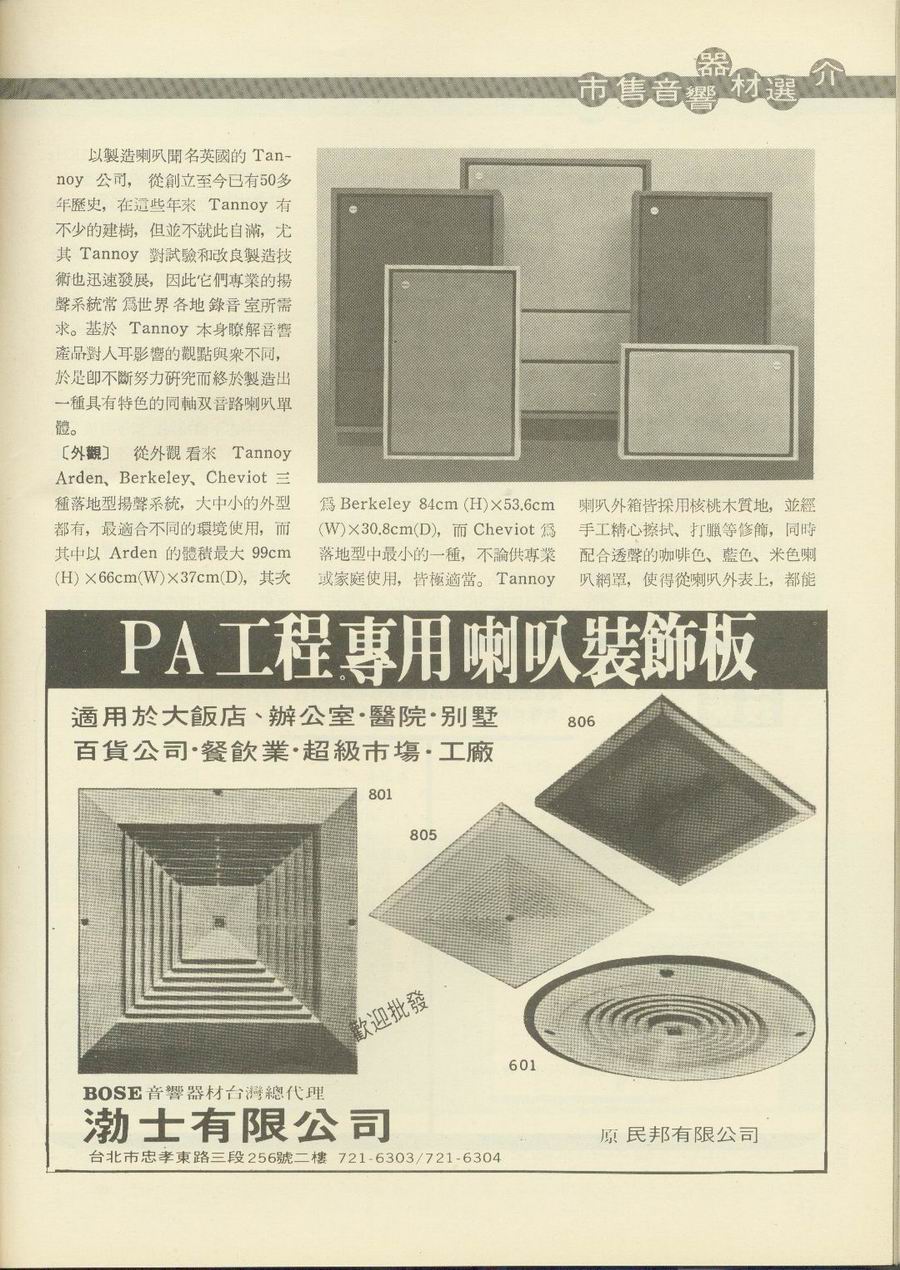 市售音響器材選介
以製造喇叭聞名英國的 Tan-
noy 公司，從創立至今已有50多
年歷史，在這些年來 Tannoy 有
不少的建樹，但並不就此自滿，尤
其 Tannoy 對試驗和改良製造技
術也迅速發展，因此它們專業的揚
聲系統常為世界各地錄音室所需
求。基於 Tannoy 本身瞭解音響
產品對人耳影響的觀點與衆不同，
於是卽不斷努力研究而終於製造出
一種具有特色的同軸双音路喇叭單
體。
〔外觀〕 從外觀看來 Tannoy
Arden、Berkeley、Cheviot 三
種落地型揚聲系統，大中小的外型
都有，最適合不同的環境使用，而
其中以 Arden 的體積最大 99cm
(H) ×66cm(W)×37cm(D)，其次
為 Berkeley 84cm (H)×53.6cm
(W)×30.8cm(D)，而 Cheviot 為
落地型中最小的一種，不論供專業
或家庭使用，皆極適當。Tannoy
喇叭外箱皆採用核桃木質地，並經
手工精心擦拭、打臘等修飾，同時
配合透聲的咖啡色、藍色、米色喇
叭網罩，使得從喇叭外表上，都能
PA工程專用喇叭裝飾板
適用於大飯店、辦公室·醫院·別墅
百貨公司·餐飲業·超級市場·工廠
806
801
805
601
歡迎批發
BOSE音響器材台灣總代理
渤士有限公司
原 民邦有限公司
台北市忠孝東路三段256號二樓 721-6303/721-6304